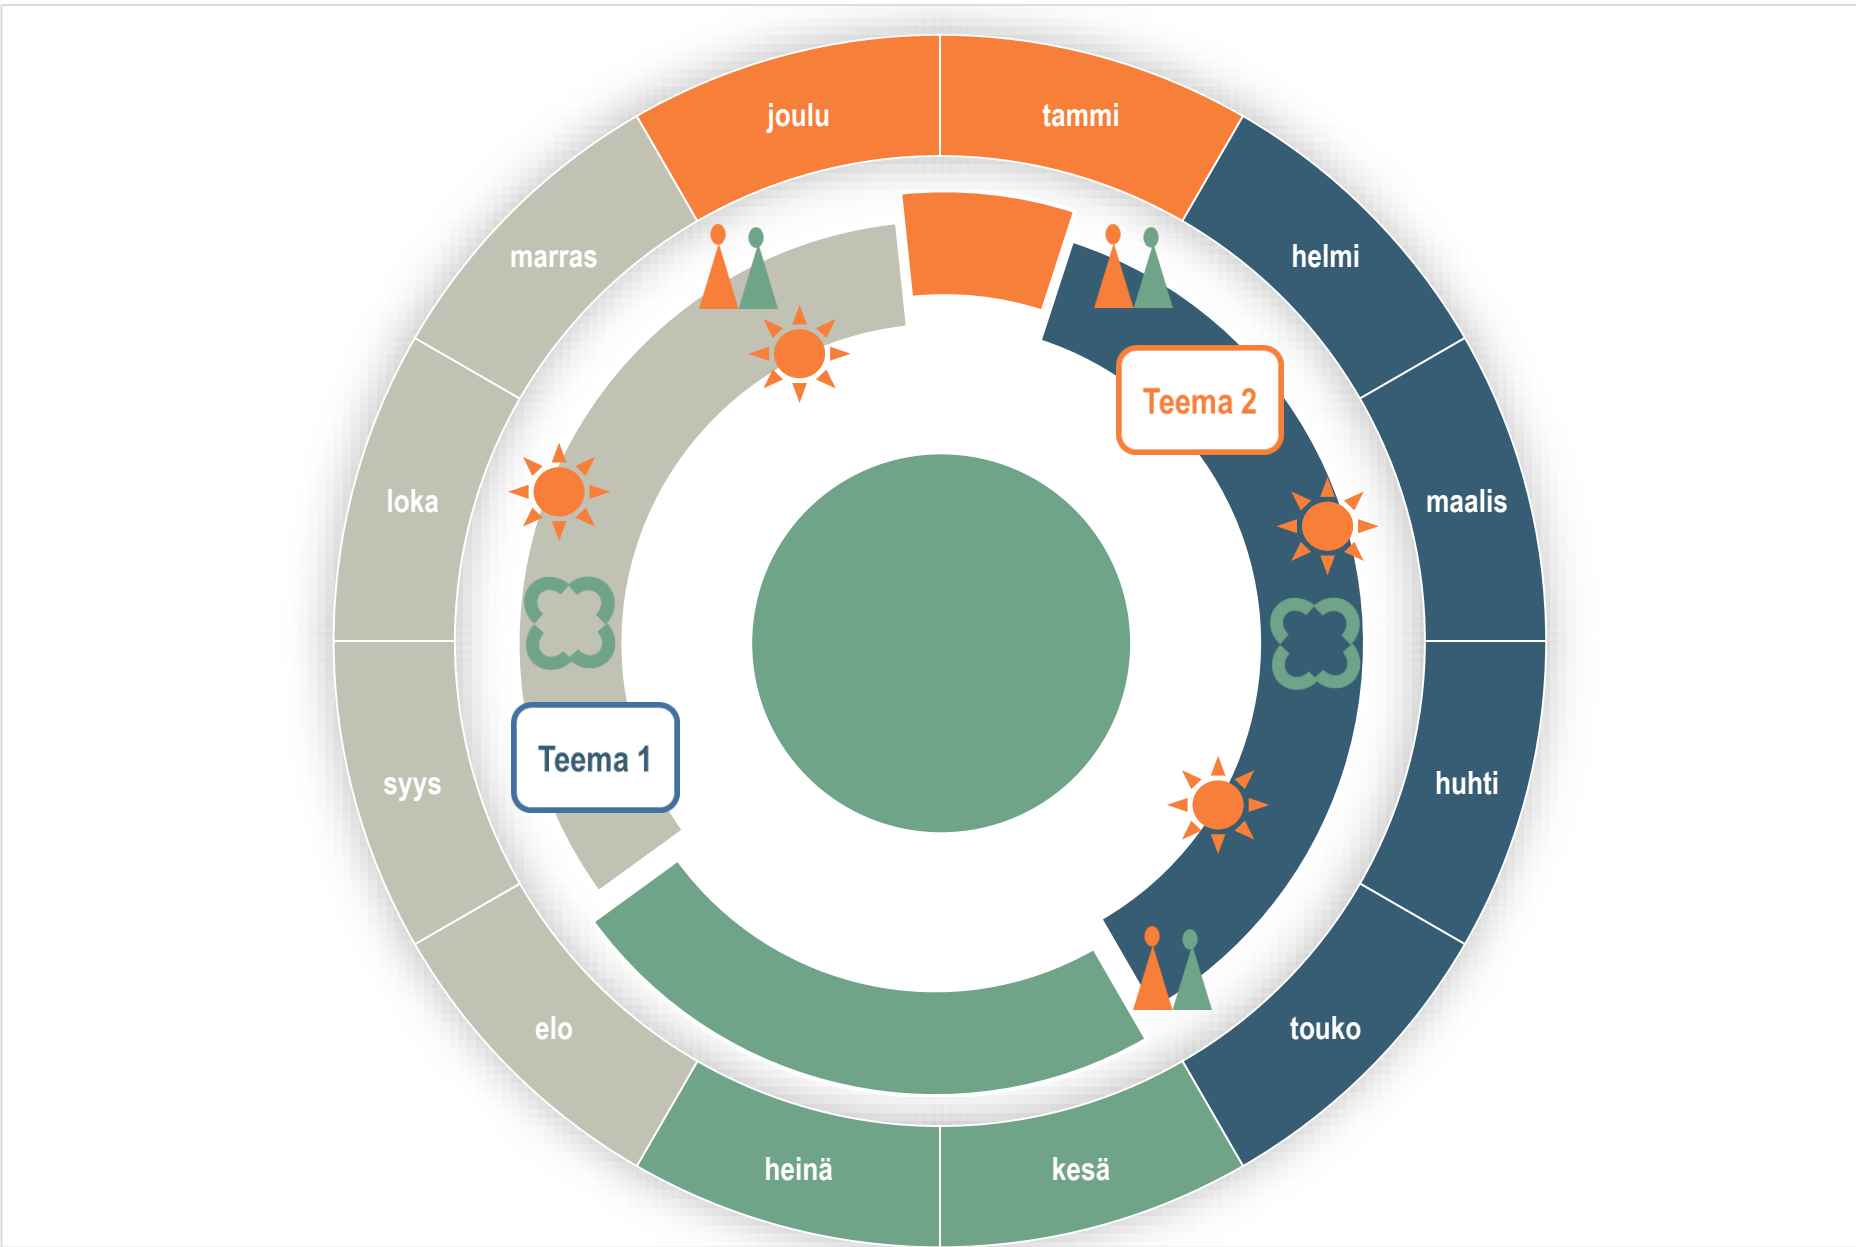 joulu
tammi
helmi
maalis
huhti
touko
kesä
heinä
elo
syys
loka
marras
Teema 1
Teema 2